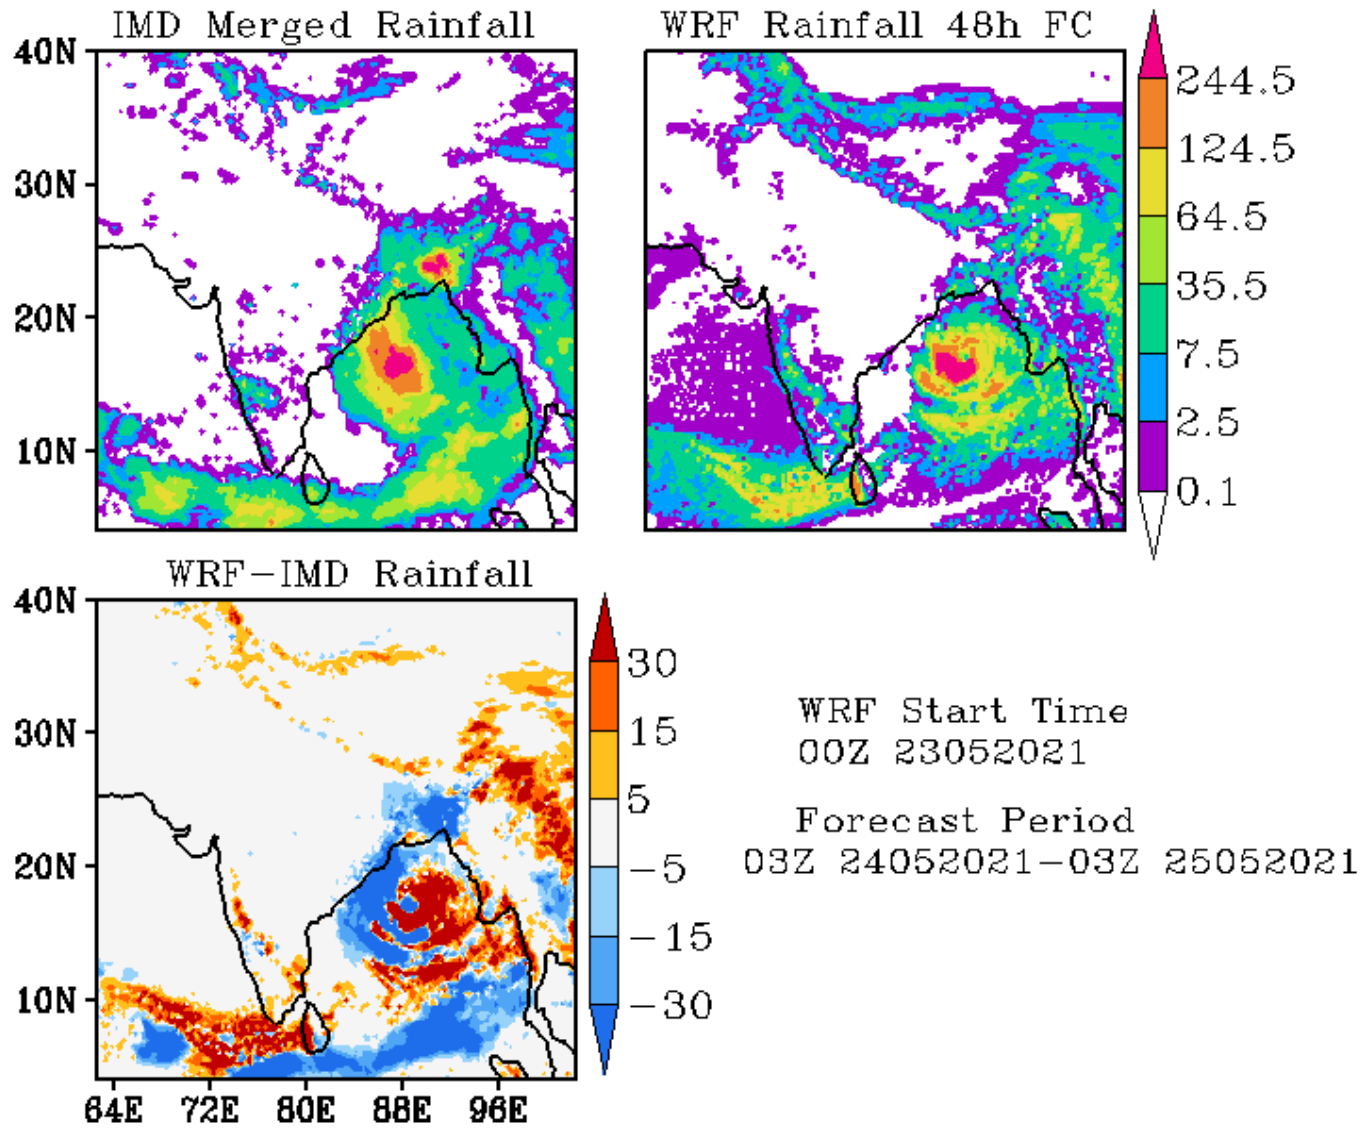 IMD Merged Rainfall
WRF Rainfall 48h FC
40N
30N
20N
10N
244.5
124.5
64.5
35.5
7.5
2.5
0.1
WRF-IMD Rainfall
40N
30N
20N
10N
64E 72E 80E 88E 96E
30
15
5
-5
-15
-30
WRF Start Time
00Z 23052021
Forecast Period
03Z 24052021-03Z 25052021